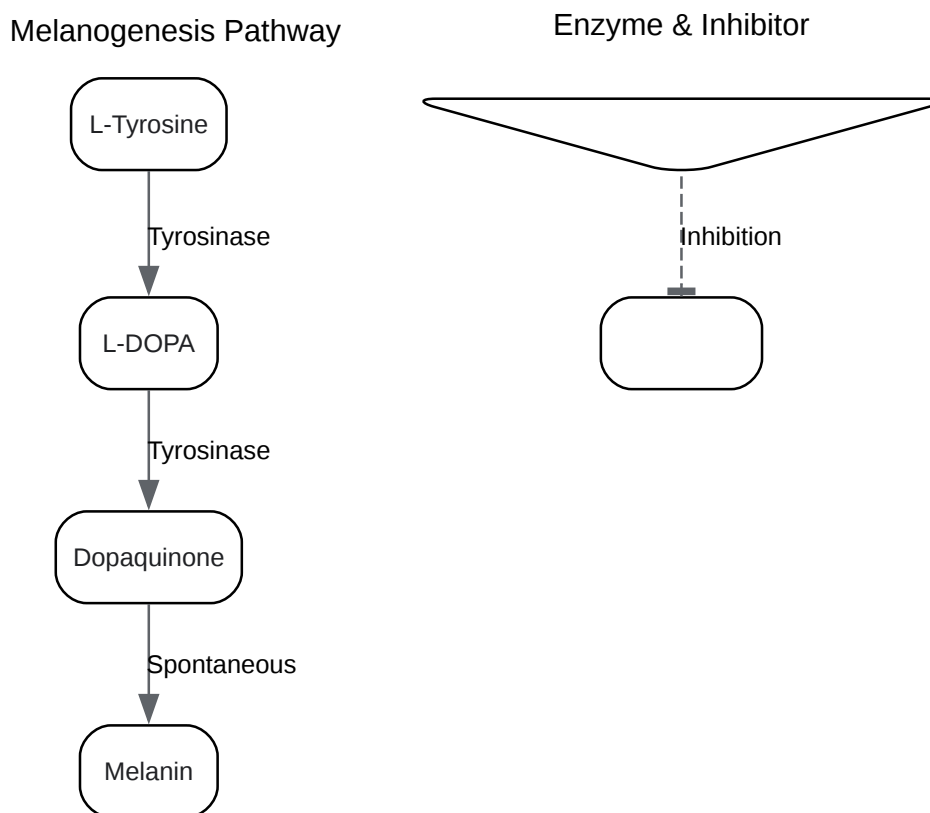 Melanogenesis Pathway
L-Tyrosine
Tyrosinase
L-DOPA
Tyrosinase
Dopaquinone
Spontaneous
Melanin
Enzyme & Inhibitor
Inhibition